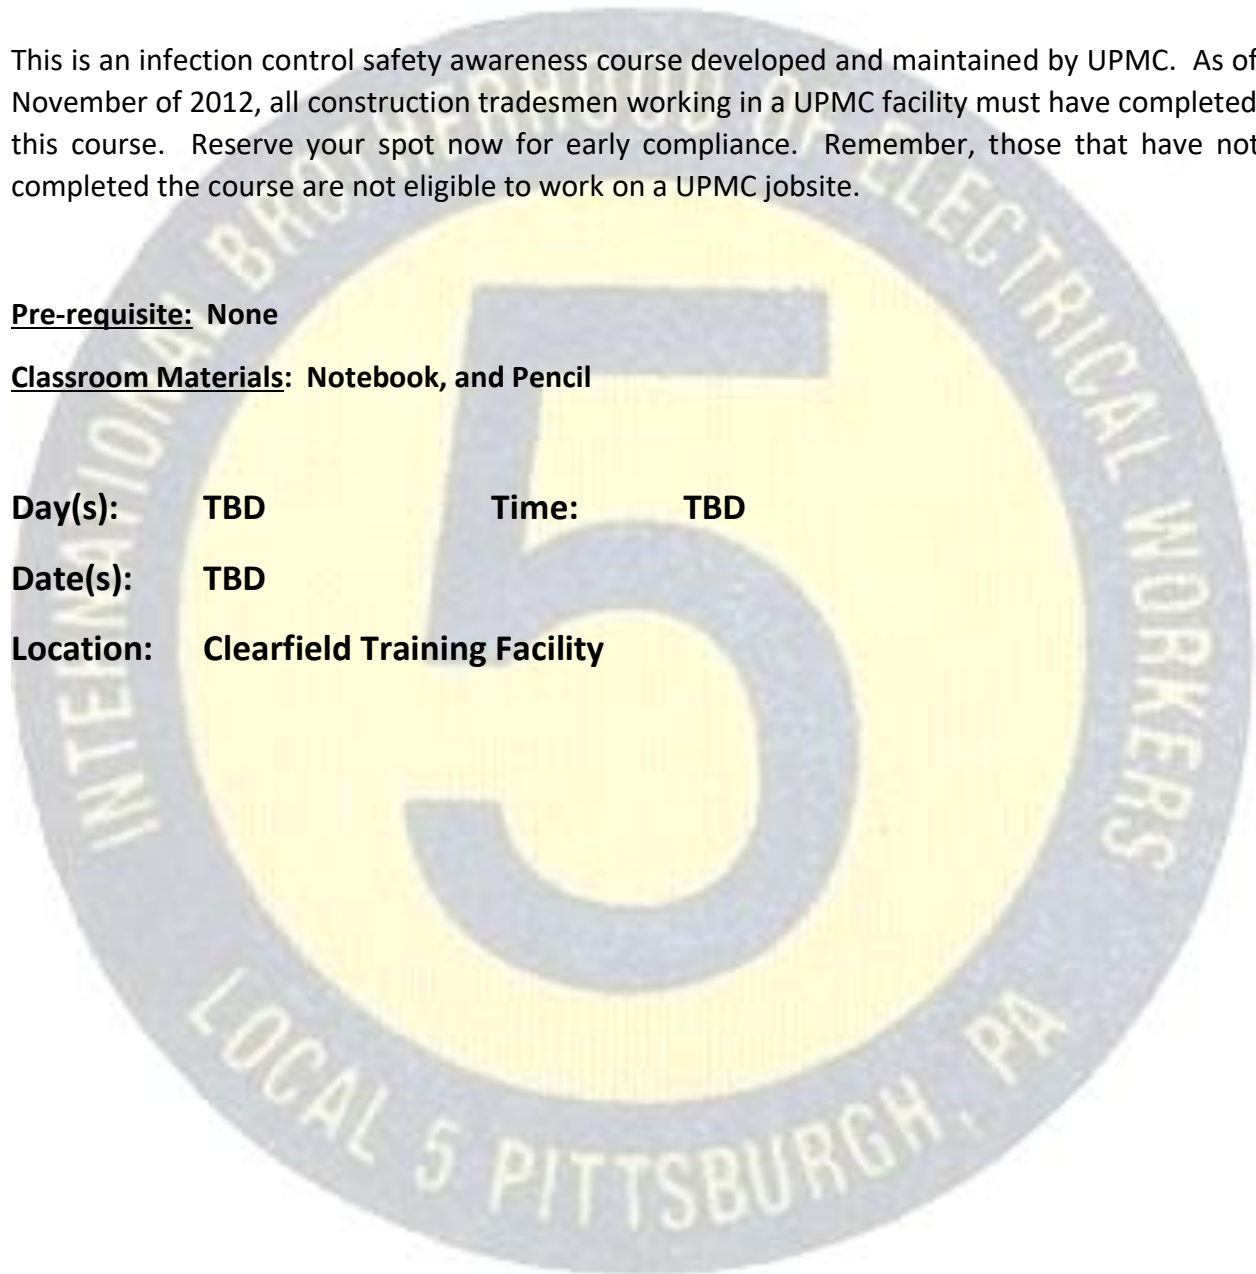 This is an infection control safety awareness course developed and maintained by UPMC.  As of
November of 2012, all construction tradesmen working in a UPMC facility must have completed
this course.  Reserve your spot now for early compliance.  Remember, those that have not
completed the course are not eligible to work on a UPMC jobsite.
Pre-requisite:  None
Classroom Materials:  Notebook, and Pencil
Day(s): TBD Time: TBD
Date(s): TBD
Location: Clearfield Training Facility
INTERNATIONAL BROTHERHOOD OF ELECTRICAL WORKERS
5
LOCAL 5 PITTSBURGH, PA